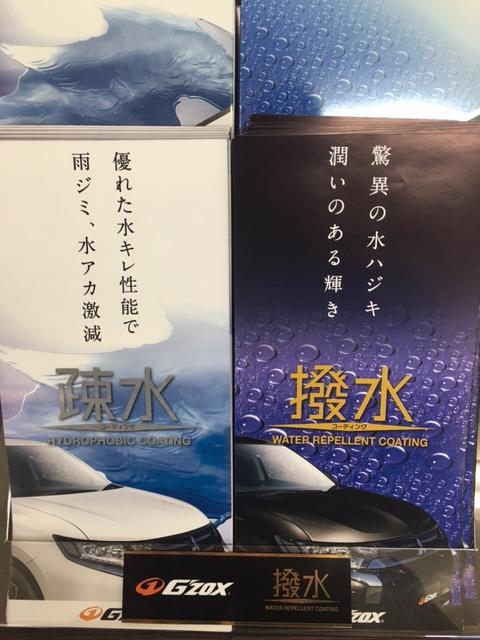 優れた水キレ性能で
雨ジミ、水アカ激減
疎水
コーティング
HYDROPHOBIC COATING
驚異の水ハジキ
潤いのある輝き
撥水
コーティング
WATER REPELLENT COATING
G'ZOX
撥水
WATER REPELLENT COATING